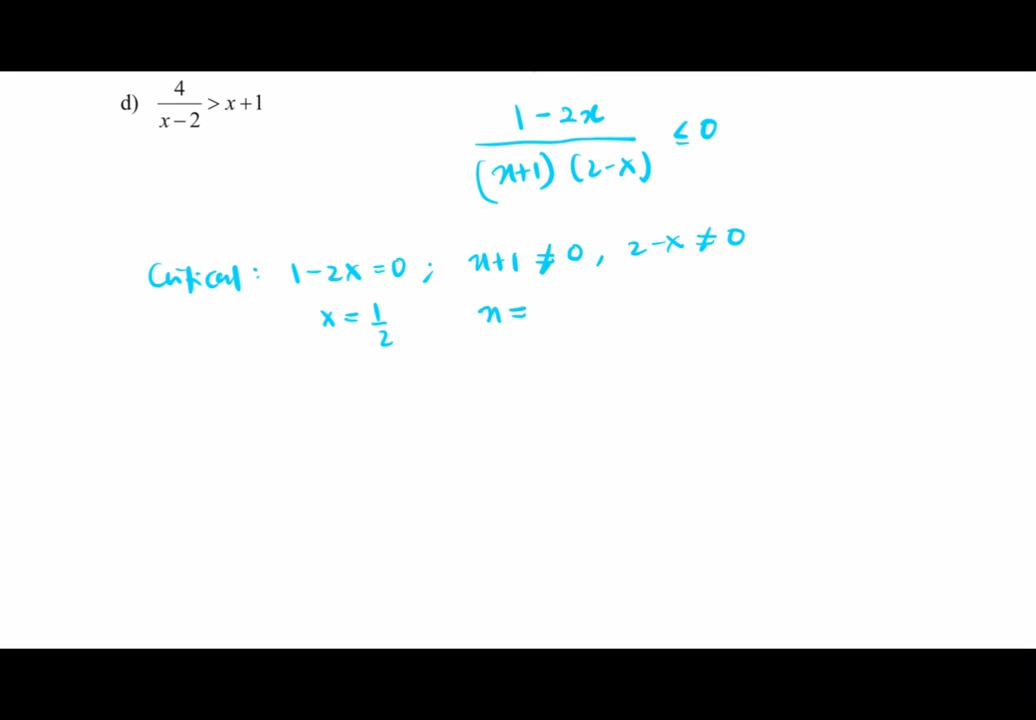 d) 4/(x−2) > x+1
(1−2x)/((x+1)(2−x)) ≤ 0
Critical: 1−2x=0; x+1≠0, 2−x≠0
x = 1/2 x =